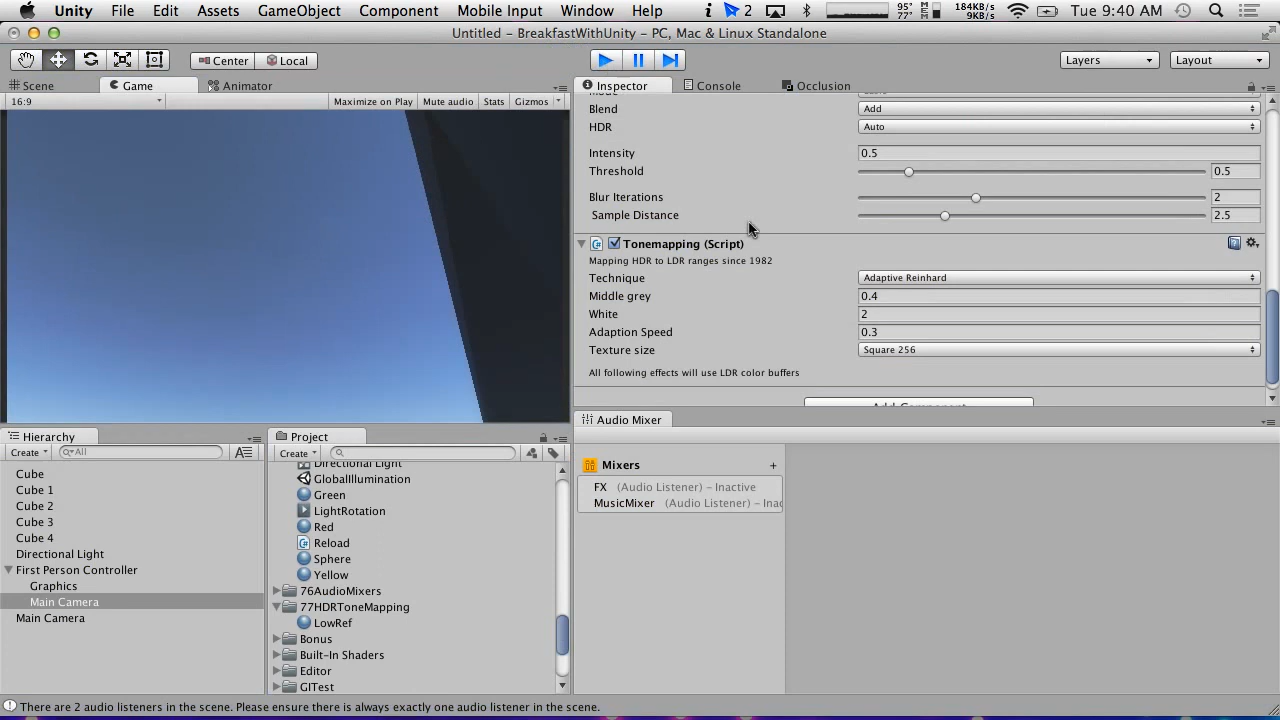 Unity File Edit Assets GameObject Component Mobile Input Window Help 2 95° 77° MEM 184KB/s 9KB/s Tue 9:40 AM
Untitled - BreakfastWithUnity - PC, Mac & Linux Standalone
Center Local Layers Layout
Scene Game Animator Inspector Console Occlusion
16:9 Maximize on Play Mute audio Stats Gizmos
Blend Add
HDR Auto
Intensity 0.5
Threshold 0.5
Blur Iterations 2
Sample Distance 2.5
Tonemapping (Script)
Mapping HDR to LDR ranges since 1982
Technique Adaptive Reinhard
Middle grey 0.4
White 2
Adaption Speed 0.3
Texture size Square 256
All following effects will use LDR color buffers
Audio Mixer
Hierarchy
Create All
Cube
Cube 1
Cube 2
Cube 3
Cube 4
Directional Light
First Person Controller
Graphics
Main Camera
Main Camera
Project
Create
Directional Light
GlobalIllumination
Green
LightRotation
Red
Reload
Sphere
Yellow
76AudioMixers
77HDRToneMapping
LowRef
Bonus
Built-In Shaders
Editor
GITest
Mixers +
FX (Audio Listener) – Inactive
MusicMixer (Audio Listener) – Inac
There are 2 audio listeners in the scene. Please ensure there is always exactly one audio listener in the scene.